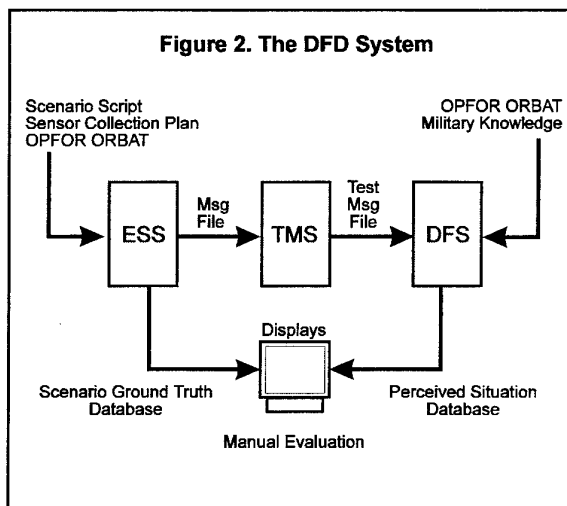 Figure 2. The DFD System
Scenario Script
Sensor Collection Plan
OPFOR ORBAT
OPFOR ORBAT
Military Knowledge
ESS
Msg
File
TMS
Test
Msg
File
DFS
Displays
Scenario Ground Truth
Database
Perceived Situation
Database
Manual Evaluation